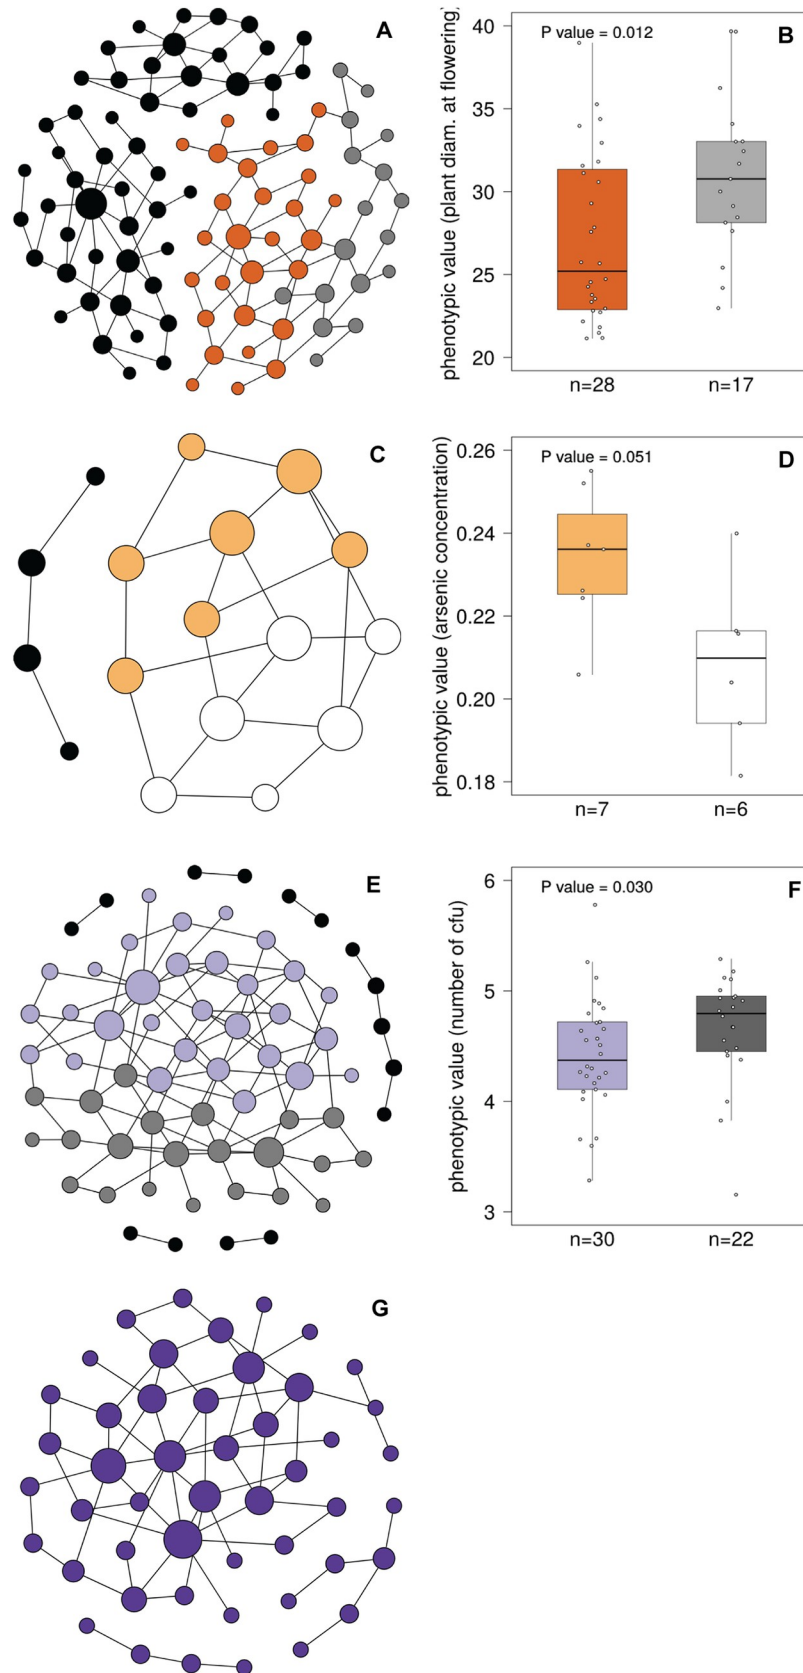 A
B
P value = 0.012
phenotypic value (plant diam. at flowering)
40
35
30
25
20
n=28
n=17
C
D
P value = 0.051
phenotypic value (arsenic concentration)
0.26
0.24
0.22
0.20
0.18
n=7
n=6
E
F
P value = 0.030
phenotypic value (number of cfu)
6
5
4
3
n=30
n=22
G